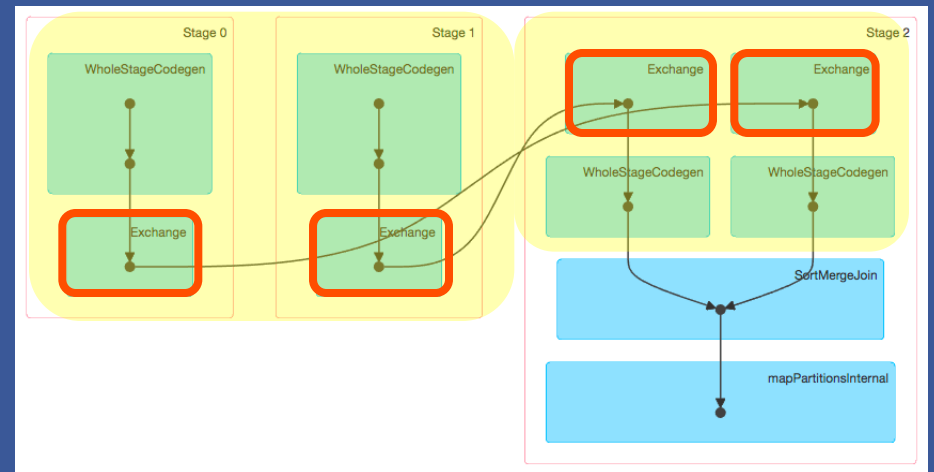 Stage 0
WholeStageCodegen
Exchange
Stage 1
WholeStageCodegen
Exchange
Stage 2
Exchange
Exchange
WholeStageCodegen
WholeStageCodegen
SortMergeJoin
mapPartitionsInternal